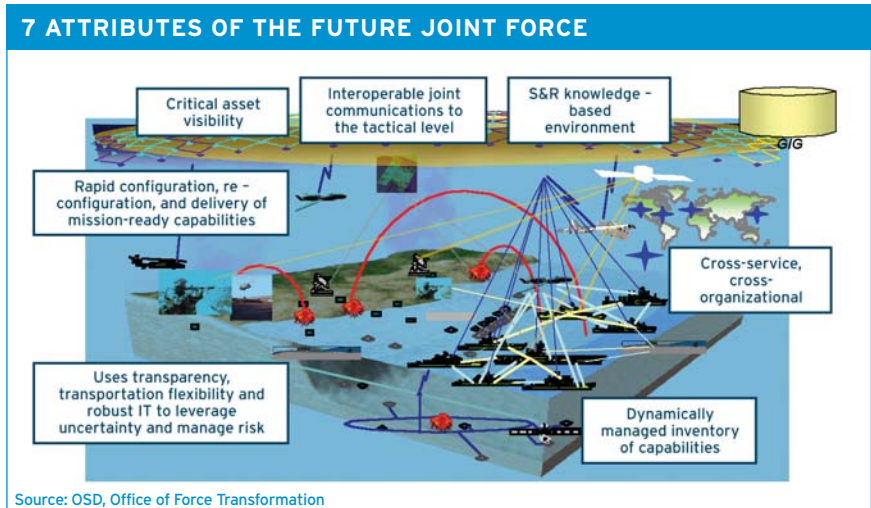 7 ATTRIBUTES OF THE FUTURE JOINT FORCE
Critical asset
visibility
Interoperable joint
communications to
the tactical level
S&R knowledge –
based
environment
GIG
Rapid configuration, re –
configuration, and delivery of
mission-ready capabilities
Cross-service,
cross-
organizational
Uses transparency,
transportation flexibility and
robust IT to leverage
uncertainty and manage risk
Dynamically
managed inventory
of capabilities
Source: OSD, Office of Force Transformation